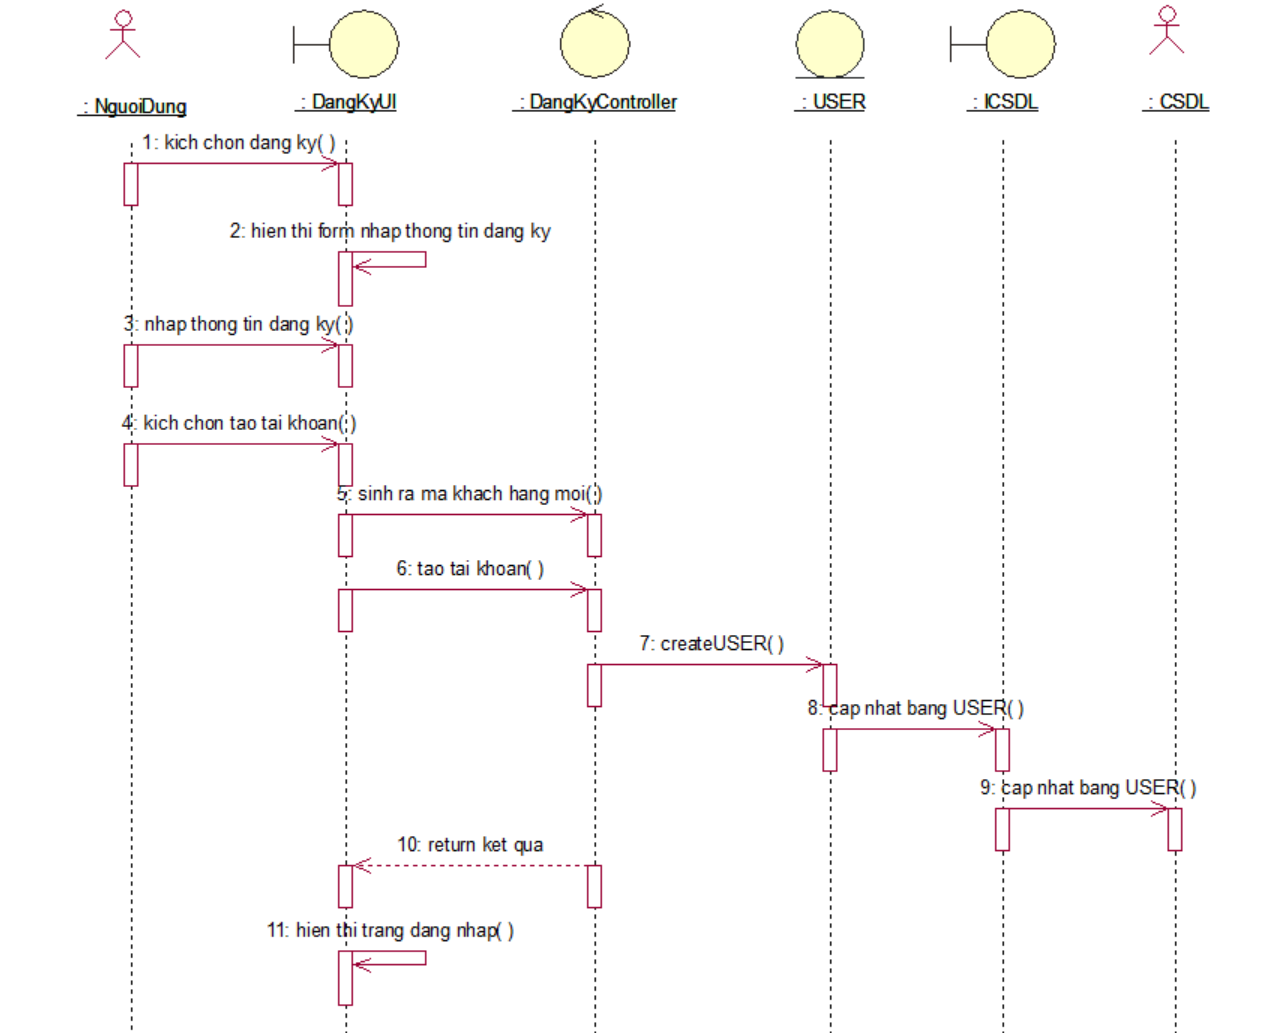 : NguoiDung
: DangKyUI
: DangKyController
: USER
: ICSDL
: CSDL
1: kich chon dang ky( )
2: hien thi form nhap thong tin dang ky
3: nhap thong tin dang ky( )
4: kich chon tao tai khoan( )
5: sinh ra ma khach hang moi( )
6: tao tai khoan( )
7: createUSER( )
8: cap nhat bang USER( )
9: cap nhat bang USER( )
10: return ket qua
11: hien thi trang dang nhap( )